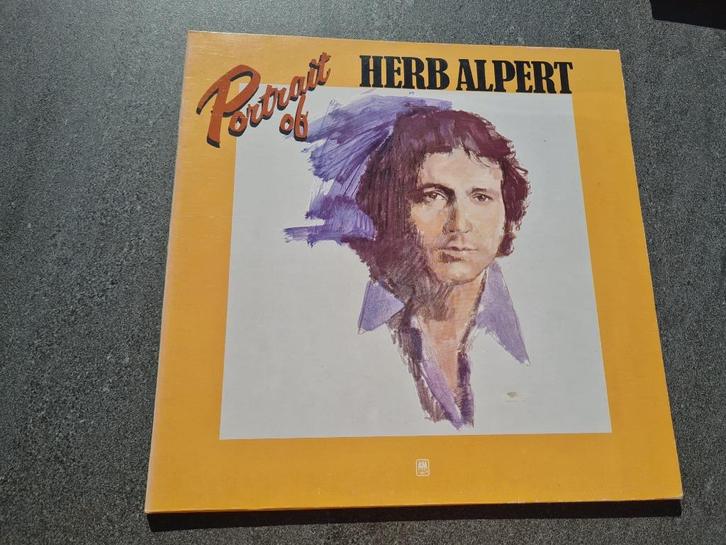 Portrait of
HERB ALPERT
A&M